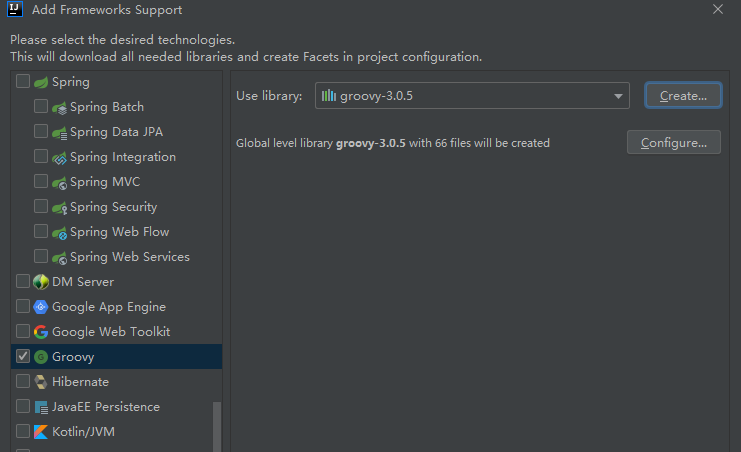 Add Frameworks Support
Please select the desired technologies.
This will download all needed libraries and create Facets in project configuration.
Spring
Spring Batch
Spring Data JPA
Spring Integration
Spring MVC
Spring Security
Spring Web Flow
Spring Web Services
DM Server
Google App Engine
Google Web Toolkit
Groovy
Hibernate
JavaEE Persistence
Kotlin/JVM
Use library: groovy-3.0.5 Create...
Global level library groovy-3.0.5 with 66 files will be created Configure...